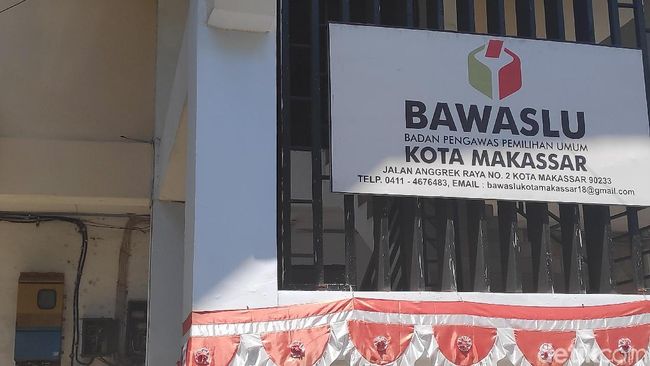 BAWASLU
BADAN PENGAWAS PEMILIHAN UMUM
KOTA MAKASSAR
JALAN ANGGREK RAYA NO. 2 KOTA MAKASSAR 90233
TELP. 0411 - 4676483, EMAIL : bawaslukotamakassar18@gmail.com
detikcom